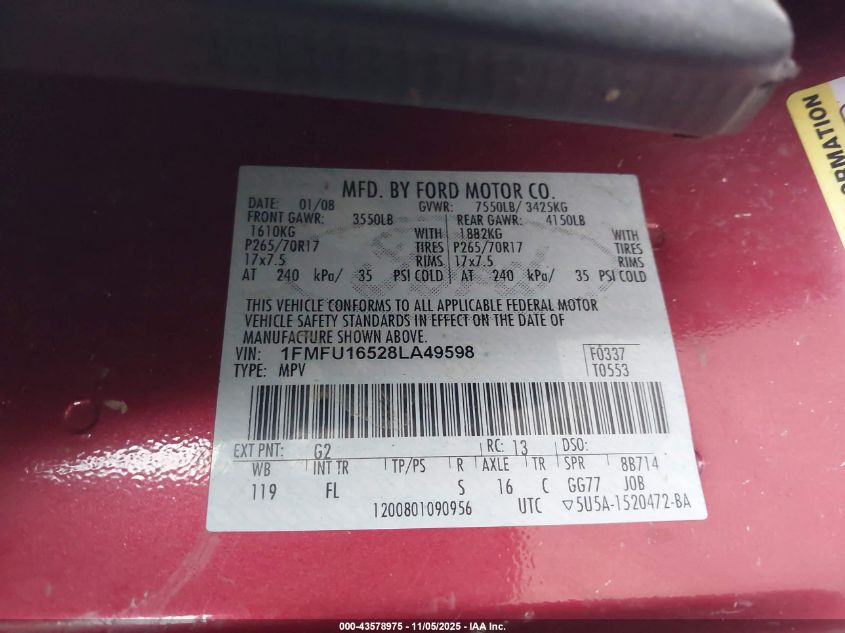 MFD. BY FORD MOTOR CO.
DATE: 01/08 GVWR: 7550LB/ 3425KG
FRONT GAWR: 3550LB REAR GAWR: 4150LB
1610KG WITH 1882KG WITH
P265/70R17 TIRES P265/70R17 TIRES
17x7.5 RIMS 17x7.5 RIMS
AT 240 kPa/ 35 PSI COLD AT 240 kPa/ 35 PSI COLD
THIS VEHICLE CONFORMS TO ALL APPLICABLE FEDERAL MOTOR
VEHICLE SAFETY STANDARDS IN EFFECT ON THE DATE OF
MANUFACTURE SHOWN ABOVE.
VIN: 1FMFU16528LA49598 F0337
TYPE: MPV T0553
EXT PNT: G2 RC: 13 DSO:
WB INT TR TP/PS R AXLE TR SPR 8B714
119 FL S 16 C GG77 JOB
1200801090956 UTC ▽5U5A-1520472-BA
ORMATION
000-43578975 - 11/05/2025 - IAA Inc.